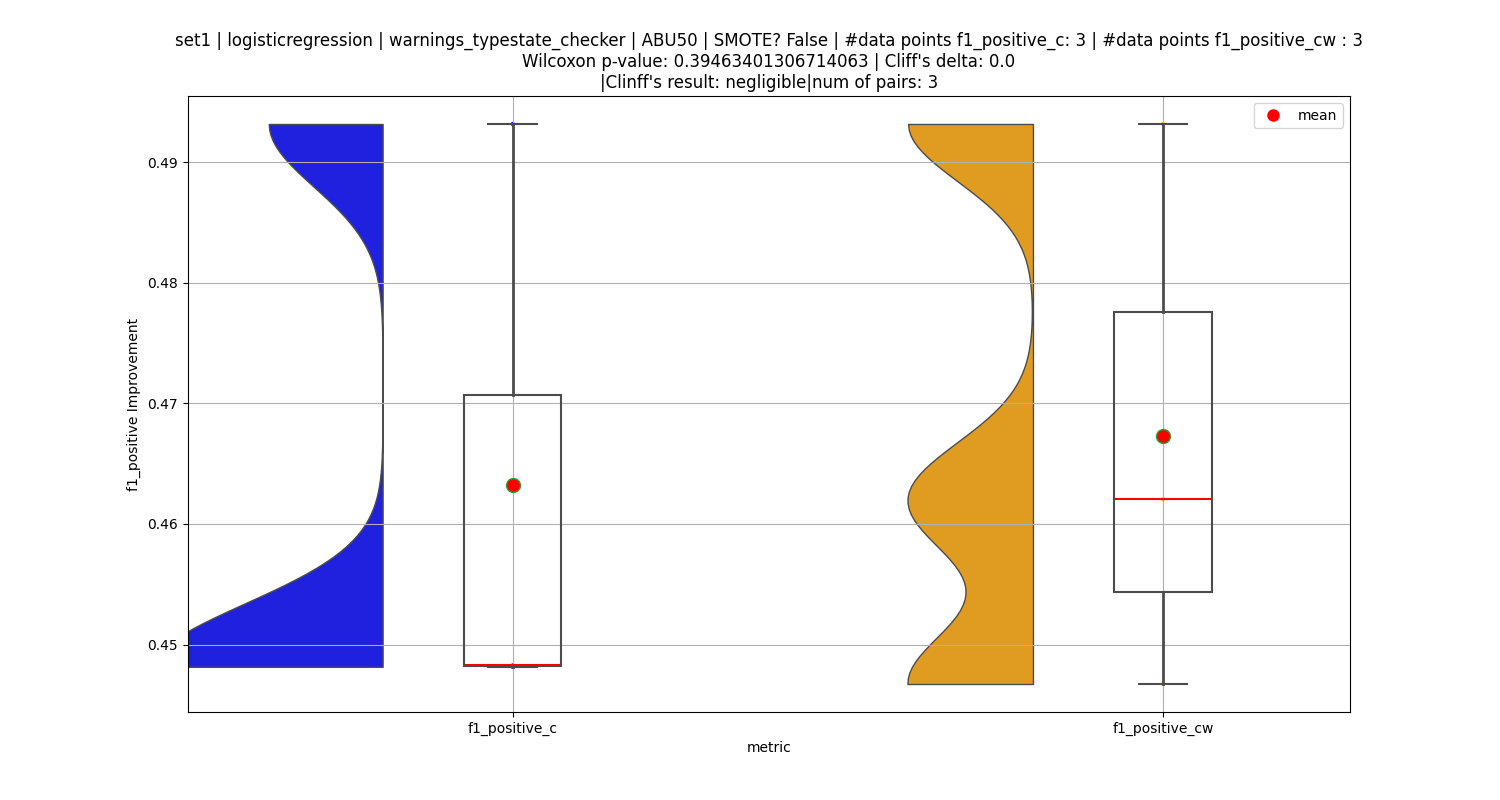 set1 | logisticregression | warnings_typestate_checker | ABU50 | SMOTE? False | #data points f1_positive_c: 3 | #data points f1_positive_cw : 3
Wilcoxon p-value: 0.39463401306714063 | Cliff's delta: 0.0
|Clinff's result: negligible|num of pairs: 3
mean
0.49
0.48
0.47
0.46
0.45
f1_positive Improvement
f1_positive_c
f1_positive_cw
metric